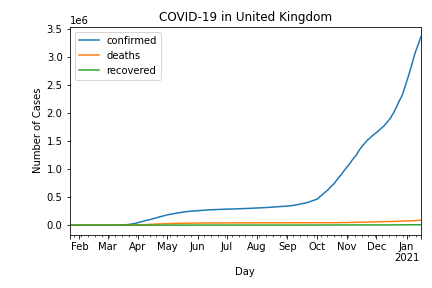 COVID-19 in United Kingdom
1e6
confirmed
deaths
recovered
Number of Cases
3.5
3.0
2.5
2.0
1.5
1.0
0.5
0.0
Feb Mar Apr May Jun Jul Aug Sep Oct Nov Dec Jan
2021
Day